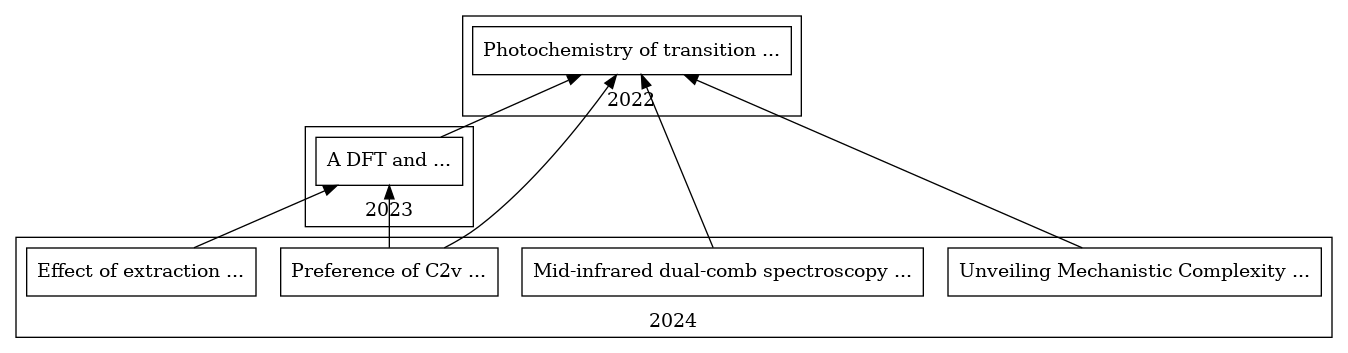 Photochemistry of transition ...
2022
A DFT and ...
2023
Effect of extraction ...
Preference of C2v ...
Mid-infrared dual-comb spectroscopy ...
Unveiling Mechanistic Complexity ...
2024